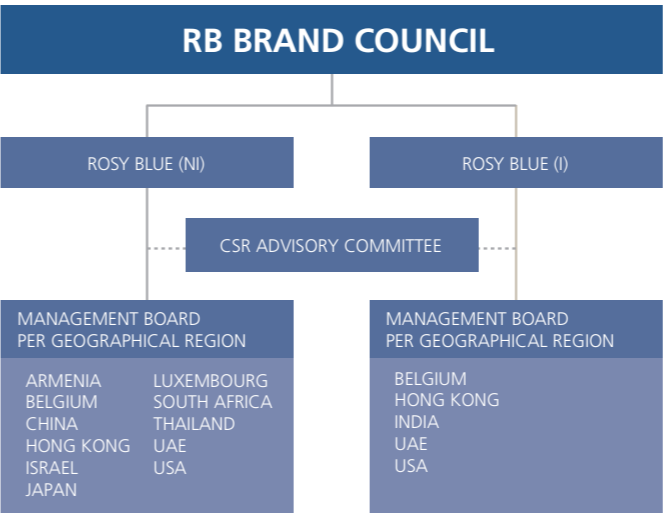 RB BRAND COUNCIL
ROSY BLUE (NI)
ROSY BLUE (I)
CSR ADVISORY COMMITTEE
MANAGEMENT BOARD
PER GEOGRAPHICAL REGION
ARMENIA
BELGIUM
CHINA
HONG KONG
ISRAEL
JAPAN
LUXEMBOURG
SOUTH AFRICA
THAILAND
UAE
USA
MANAGEMENT BOARD
PER GEOGRAPHICAL REGION
BELGIUM
HONG KONG
INDIA
UAE
USA